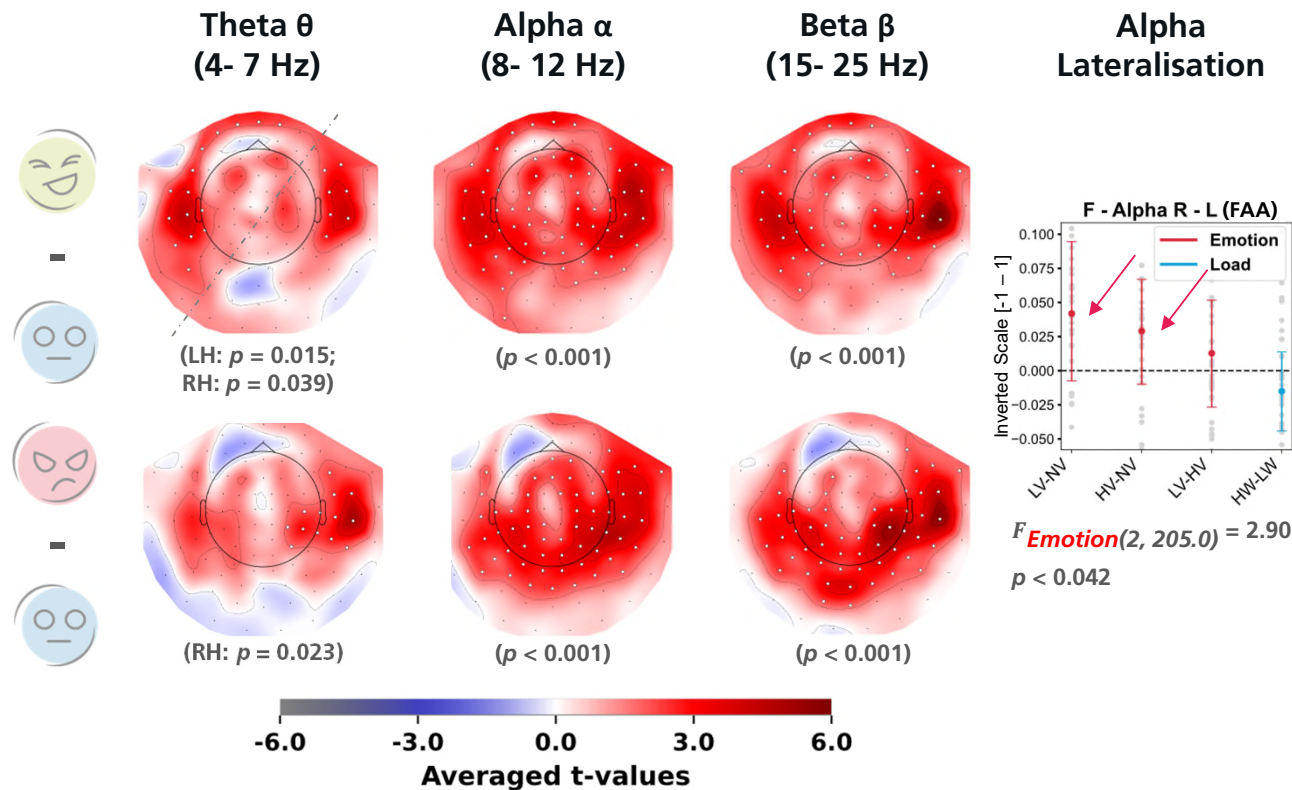 Theta θ
(4- 7 Hz)
Alpha α
(8- 12 Hz)
Beta β
(15- 25 Hz)
Alpha
Lateralisation
(LH: p = 0.015;
RH: p = 0.039)
(p < 0.001)
(p < 0.001)
F - Alpha R - L (FAA)
Inverted Scale [-1 – 1]
0.100
0.075
0.050
0.025
0.000
−0.025
−0.050
Emotion
Load
LV-NV
HV-NV
LV-HV
HW-LW
F Emotion(2, 205.0) = 2.90
p < 0.042
(RH: p = 0.023)
(p < 0.001)
(p < 0.001)
-6.0
-3.0
0.0
3.0
6.0
Averaged t-values